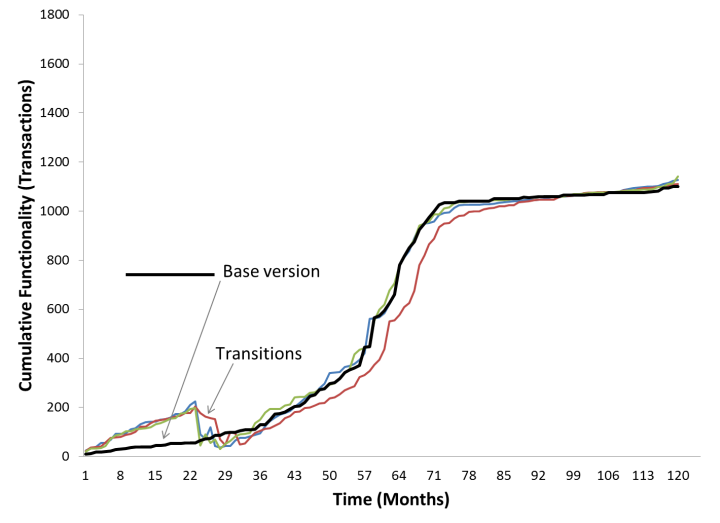 1800
1600
1400
1200
1000
800
600
400
200
0
Cumulative Functionality (Transactions)
Base version
Transitions
1 8 15 22 29 36 43 50 57 64 71 78 85 92 99 106 113 120
Time (Months)